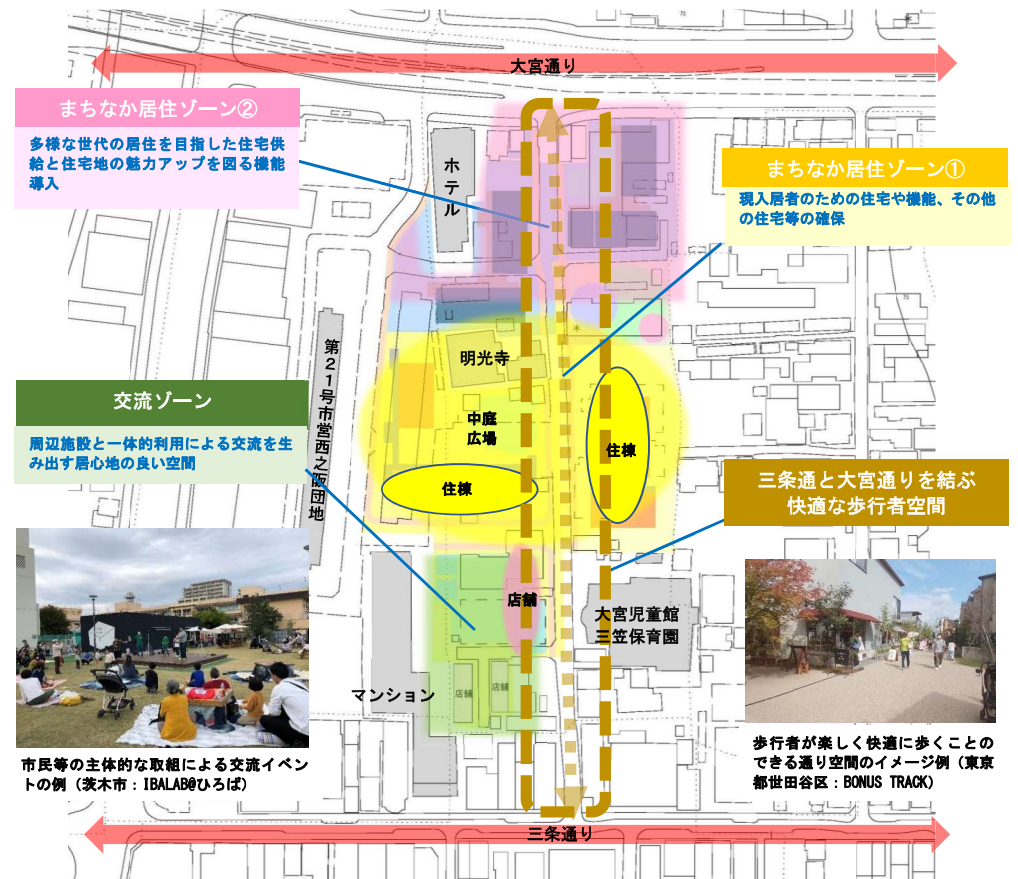 大宮通り
まちなか居住ゾーン②
多様な世代の居住を目指した住宅供
給と住宅地の魅力アップを図る機能
導入
ホテル
まちなか居住ゾーン①
現入居者のための住宅や機能、その他
の住宅等の確保
第21号市営西之阪団地
明光寺
中庭
広場
住棟
住棟
交流ゾーン
周辺施設と一体的利用による交流を生
み出す居心地の良い空間
三条通と大宮通りを結ぶ
快適な歩行者空間
店舗
大宮児童館
三笠保育園
マンション
店舗
店舗
市民等の主体的な取組による交流イベン
トの例（茨木市：IBALAB@ひろば）
歩行者が楽しく快適に歩くことの
できる通り空間のイメージ例（東京
都世田谷区：BONUS TRACK）
三条通り